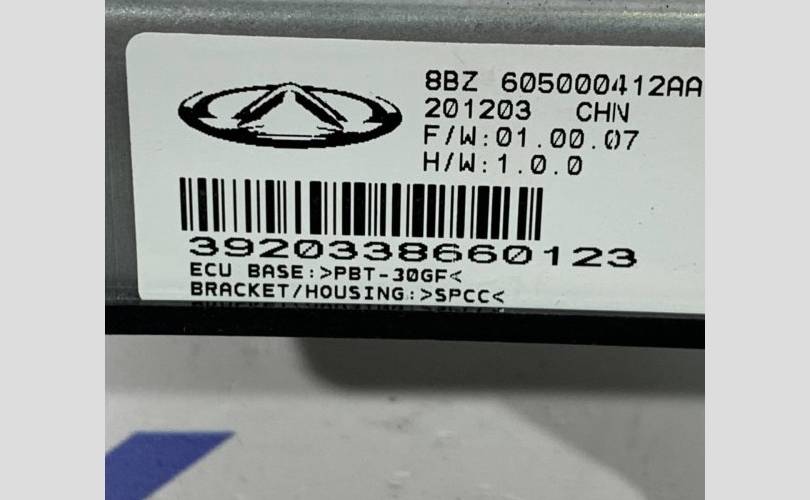 8BZ 605000412AA
201203 CHN
F/W:01.00.07
H/W:1.0.0
3920338660123
ECU BASE:>PBT-30GF<
BRACKET/HOUSING:>SPCC<